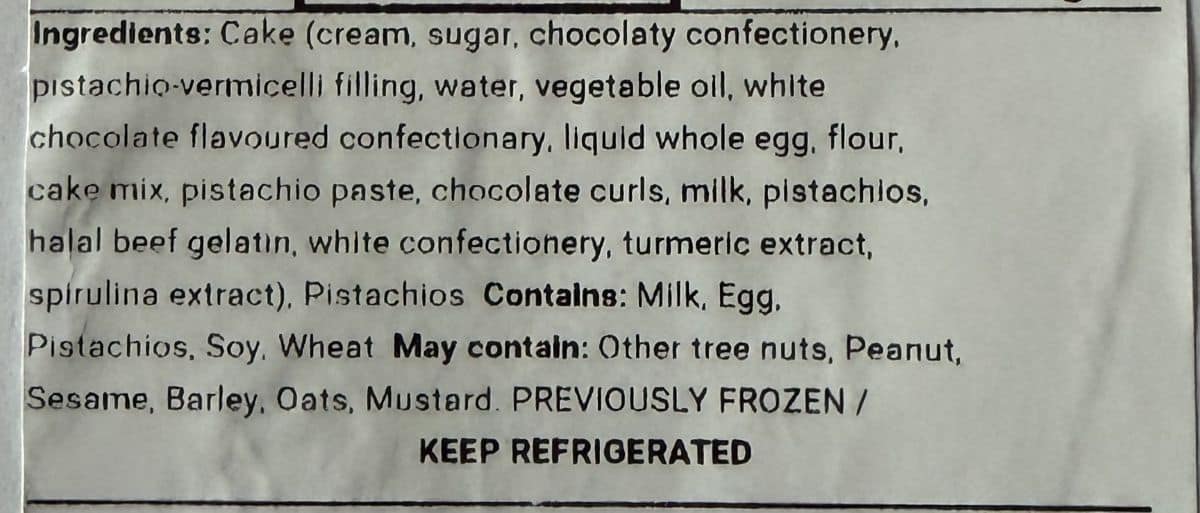 Ingredients: Cake (cream, sugar, chocolaty confectionery,
pistachio-vermicelli filling, water, vegetable oil, white
chocolate flavoured confectionary, liquid whole egg, flour,
cake mix, pistachio paste, chocolate curls, milk, pistachios,
halal beef gelatin, white confectionery, turmeric extract,
spirulina extract), Pistachios Contains: Milk, Egg,
Pistachios, Soy, Wheat May contain: Other tree nuts, Peanut,
Sesame, Barley, Oats, Mustard. PREVIOUSLY FROZEN /
KEEP REFRIGERATED